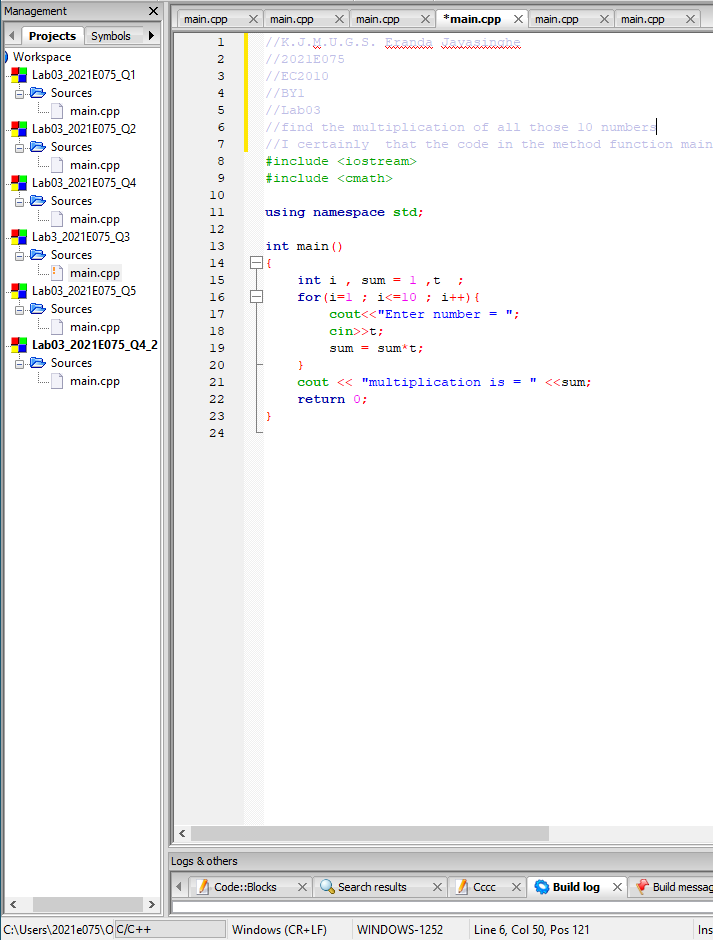 Management
Projects Symbols
Workspace
Lab03_2021E075_Q1
Sources
main.cpp
Lab03_2021E075_Q2
Sources
main.cpp
Lab03_2021E075_Q4
Sources
main.cpp
Lab3_2021E075_Q3
Sources
main.cpp
Lab03_2021E075_Q5
Sources
main.cpp
Lab03_2021E075_Q4_2
Sources
main.cpp
main.cpp main.cpp main.cpp *main.cpp main.cpp main.cpp
1 //K.J.M.U.G.S. Eranda Jayasinghe
2 //2021E075
3 //EC2010
4 //BY1
5 //Lab03
6 //find the multiplication of all those 10 numbers
7 //I certainly  that the code in the method function main
8 #include <iostream>
9 #include <cmath>
10
11 using namespace std;
12
13 int main()
14 {
15     int i , sum = 1 ,t  ;
16     for(i=1 ; i<=10 ; i++){
17         cout<<"Enter number = ";
18         cin>>t;
19         sum = sum*t;
20     }
21     cout << "multiplication is = " <<sum;
22     return 0;
23 }
24
Logs & others
Code::Blocks Search results Cccc Build log Build messag
C:\Users\2021e075\O C/C++ Windows (CR+LF) WINDOWS-1252 Line 6, Col 50, Pos 121 Ins